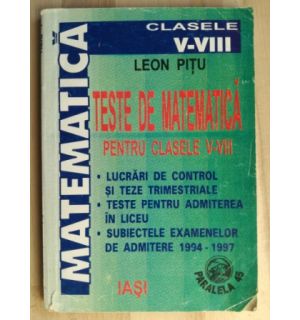 MATEMATICA
CLASELE
V-VIII
LEON PIȚU
TESTE DE MATEMATICĂ
PENTRU CLASELE V-VIII
• LUCRĂRI DE CONTROL
ȘI TEZE TRIMESTRIALE
• TESTE PENTRU ADMITEREA
ÎN LICEU
• SUBIECTELE EXAMENELOR
DE ADMITERE 1994-1997
IAȘI
PARALELA 45